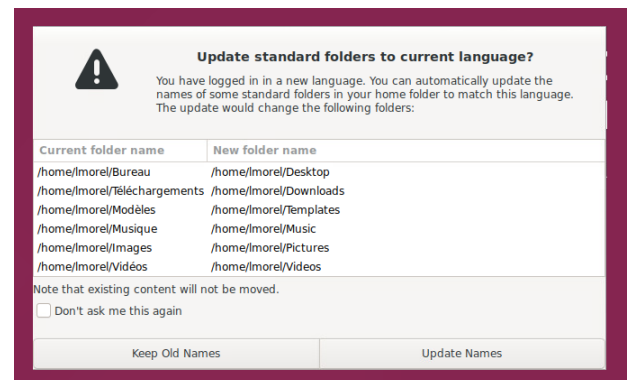 Update standard folders to current language?
You have logged in in a new language. You can automatically update the
names of some standard folders in your home folder to match this language.
The update would change the following folders:
Current folder name New folder name
/home/lmorel/Bureau /home/lmorel/Desktop
/home/lmorel/Téléchargements /home/lmorel/Downloads
/home/lmorel/Modèles /home/lmorel/Templates
/home/lmorel/Musique /home/lmorel/Music
/home/lmorel/Images /home/lmorel/Pictures
/home/lmorel/Vidéos /home/lmorel/Videos
Note that existing content will not be moved.
Don't ask me this again
Keep Old Names Update Names